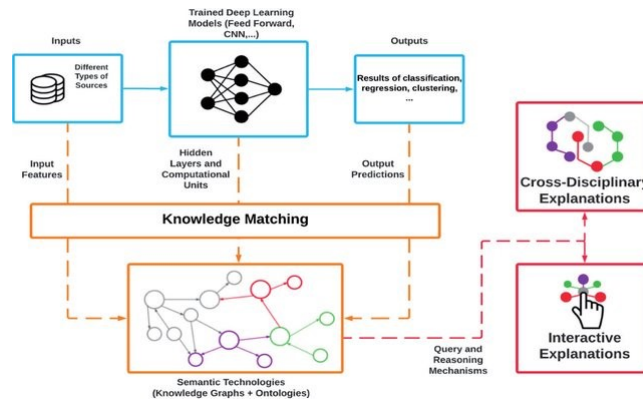 Trained Deep Learning
Models (Feed Forward,
CNN,...)
Inputs
Outputs
Different
Types of
Sources
Results of classification,
regression, clustering,
...
Input
Features
Hidden
Layers and
Computational
Units
Output
Predictions
Knowledge Matching
Cross-Disciplinary
Explanations
Interactive
Explanations
Query and
Reasoning
Mechanisms
Semantic Technologies
(Knowledge Graphs + Ontologies)